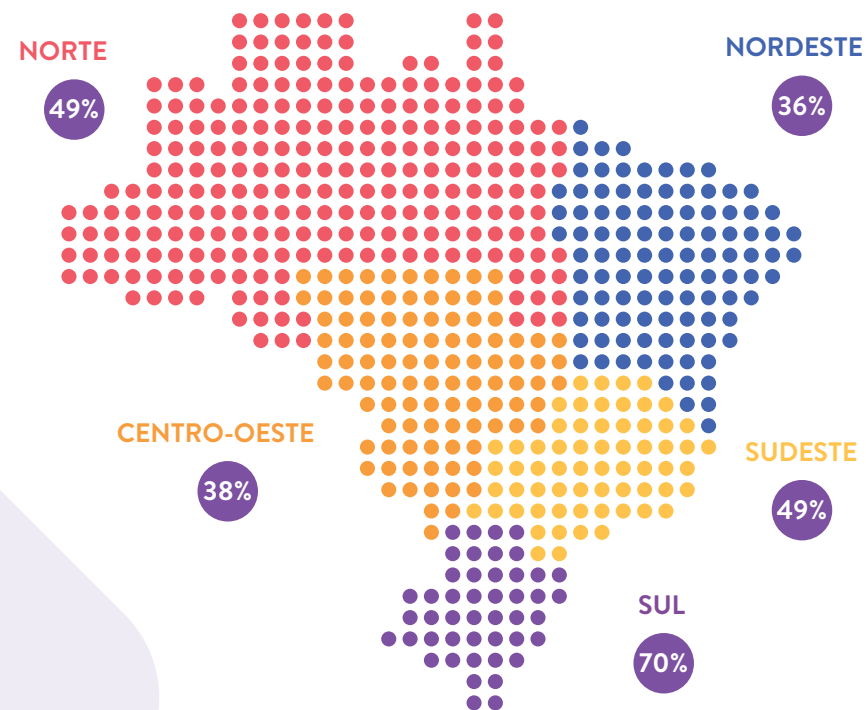 NORTE
49%
NORDESTE
36%
CENTRO-OESTE
38%
SUDESTE
49%
SUL
70%